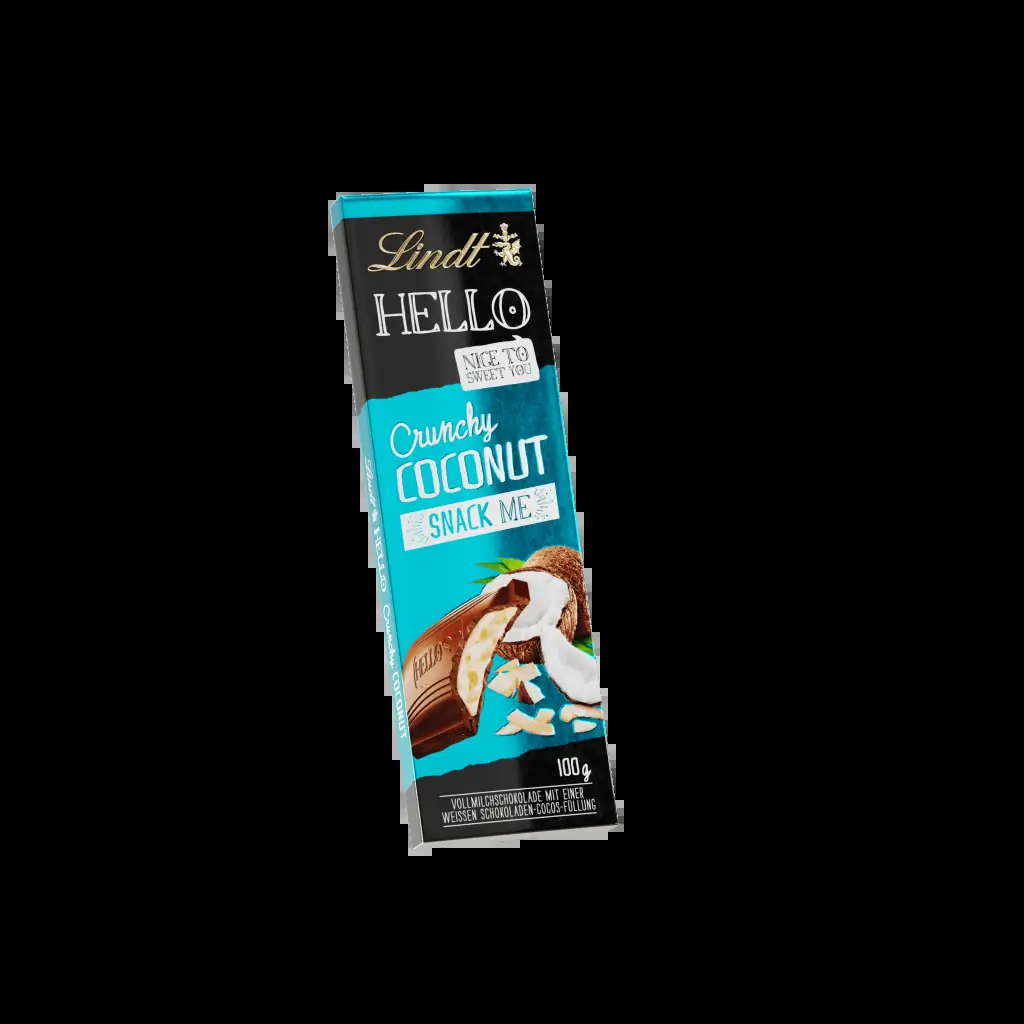 Lindt
HELLO
NICE TO
SWEET YOU
Crunchy
COCONUT
SNACK ME
HELLO
100 g
VOLLMILCHSCHOKOLADE MIT EINER
WEISSEN SCHOKOLADEN-COCOS-FÜLLUNG
Lindt HELLO Crunchy COCONUT